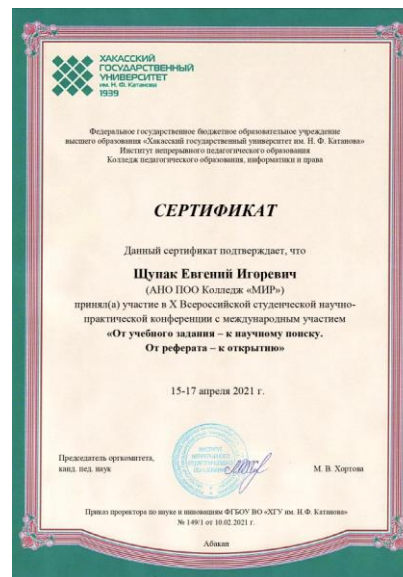 ХАКАССКИЙ
ГОСУДАРСТВЕННЫЙ
УНИВЕРСИТЕТ
им. Н. Ф. Катанова
1939
Федеральное государственное бюджетное образовательное учреждение
высшего образования «Хакасский государственный университет им. Н. Ф. Катанова»
Институт непрерывного педагогического образования
Колледж педагогического образования, информатики и права
СЕРТИФИКАТ
Данный сертификат подтверждает, что
Щупак Евгений Игоревич
(АНО ПОО Колледж «МИР»)
принял(а) участие в X Всероссийской студенческой научно-
практической конференции с международным участием
«От учебного задания – к научному поиску.
От реферата – к открытию»
15-17 апреля 2021 г.
Председатель оргкомитета,
канд. пед. наук
М. В. Хортова
Приказ проректора по науке и инновациям ФГБОУ ВО «ХГУ им. Н.Ф. Катанова»
№ 149/1 от 10.02.2021 г.
Абакан